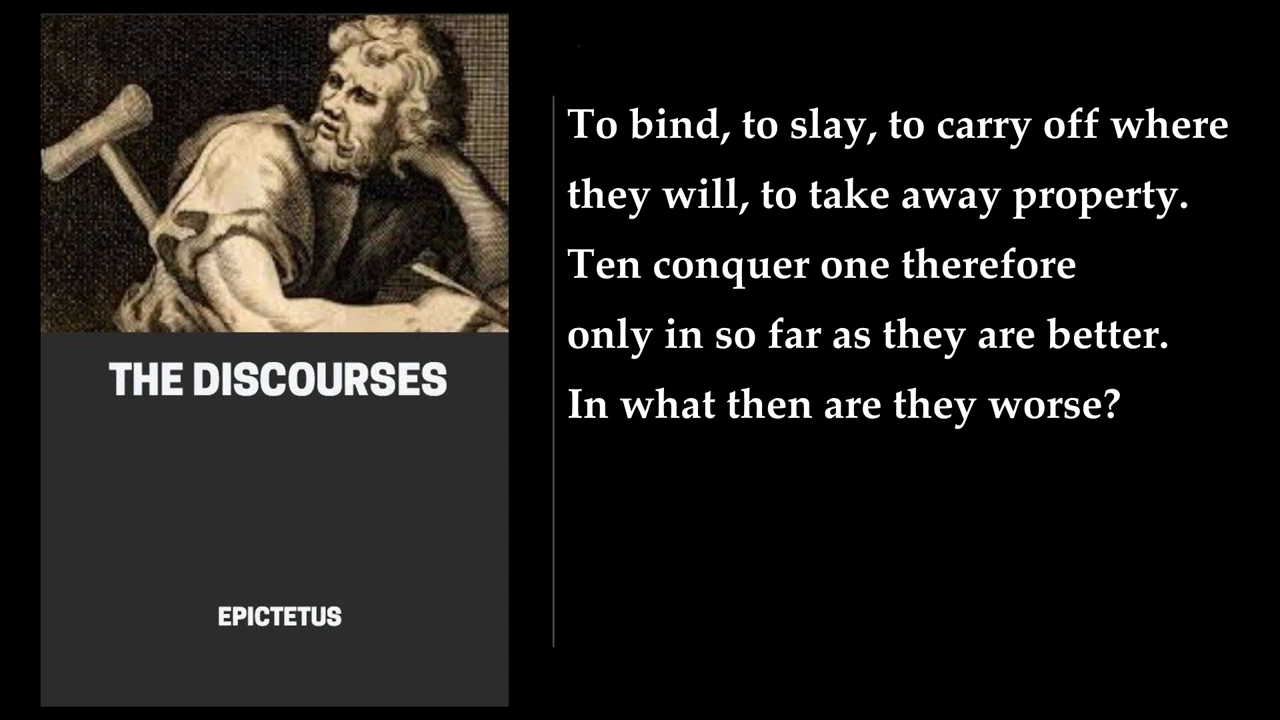 THE DISCOURSES
EPICTETUS
To bind, to slay, to carry off where
they will, to take away property.
Ten conquer one therefore
only in so far as they are better.
In what then are they worse?